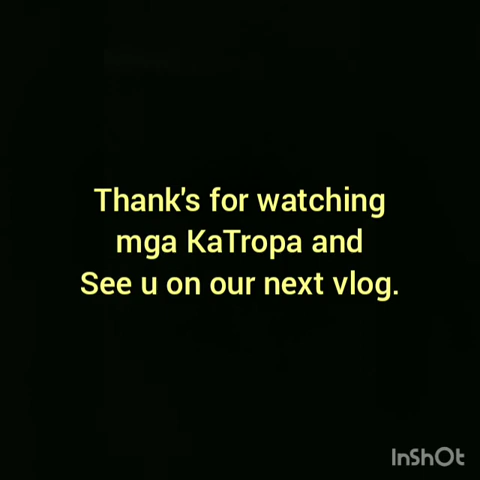 Thank's for watching
mga KaTropa and
See u on our next vlog.
InShOt